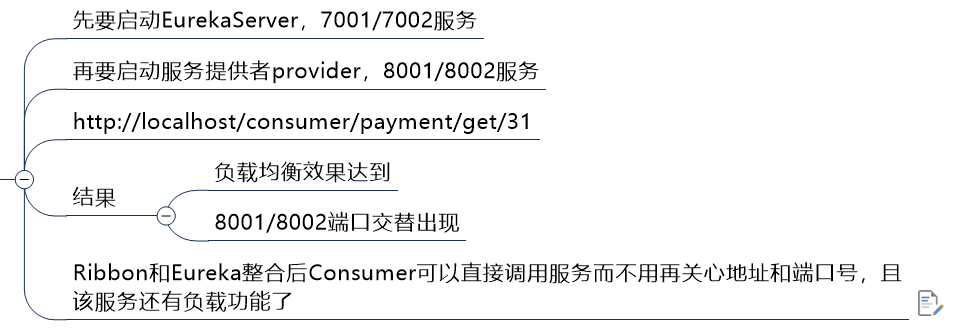 先要启动EurekaServer，7001/7002服务
再要启动服务提供者provider，8001/8002服务
http://localhost/consumer/payment/get/31
结果
负载均衡效果达到
8001/8002端口交替出现
Ribbon和Eureka整合后Consumer可以直接调用服务而不用再关心地址和端口号，且
该服务还有负载功能了